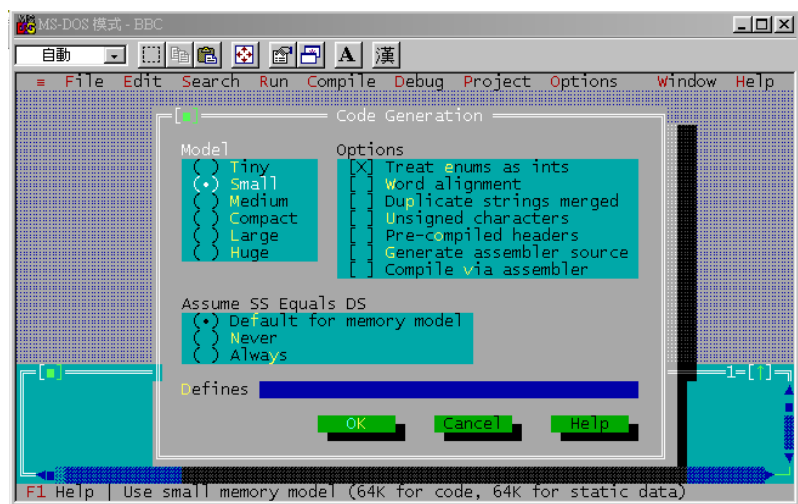 MS-DOS 模式 - BBC
自動 A 漢
≡ File Edit Search Run Compile Debug Project Options Window Help
[■] Code Generation
Model
( ) Tiny
(•) Small
( ) Medium
( ) Compact
( ) Large
( ) Huge
Options
[X] Treat enums as ints
[ ] Word alignment
[ ] Duplicate strings merged
[ ] Unsigned characters
[ ] Pre-compiled headers
[ ] Generate assembler source
[ ] Compile via assembler
Assume SS Equals DS
(•) Default for memory model
( ) Never
( ) Always
[■] 1=[↑]
Defines
OK Cancel Help
F1 Help | Use small memory model (64K for code, 64K for static data)